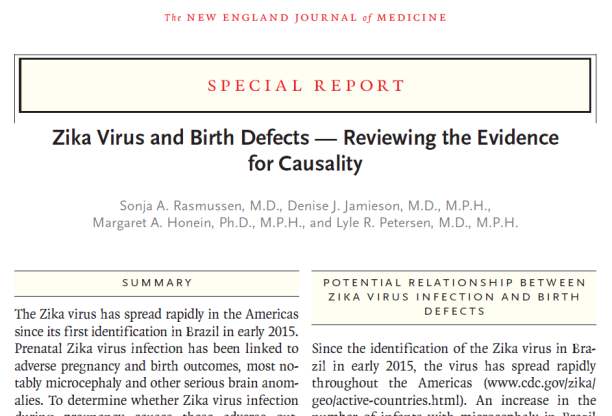 The NEW ENGLAND JOURNAL of MEDICINE
SPECIAL REPORT
Zika Virus and Birth Defects — Reviewing the Evidence
for Causality
Sonja A. Rasmussen, M.D., Denise J. Jamieson, M.D., M.P.H.,
Margaret A. Honein, Ph.D., M.P.H., and Lyle R. Petersen, M.D., M.P.H.
SUMMARY
The Zika virus has spread rapidly in the Americas
since its first identification in Brazil in early 2015.
Prenatal Zika virus infection has been linked to
adverse pregnancy and birth outcomes, most no-
tably microcephaly and other serious brain anom-
alies. To determine whether Zika virus infection
during pregnancy causes these adverse out-
POTENTIAL RELATIONSHIP BETWEEN
ZIKA VIRUS INFECTION AND BIRTH
DEFECTS
Since the identification of the Zika virus in Bra-
zil in early 2015, the virus has spread rapidly
throughout the Americas (www.cdc.gov/zika/
geo/active-countries.html). An increase in the
number of infants with microcephaly in Brazil